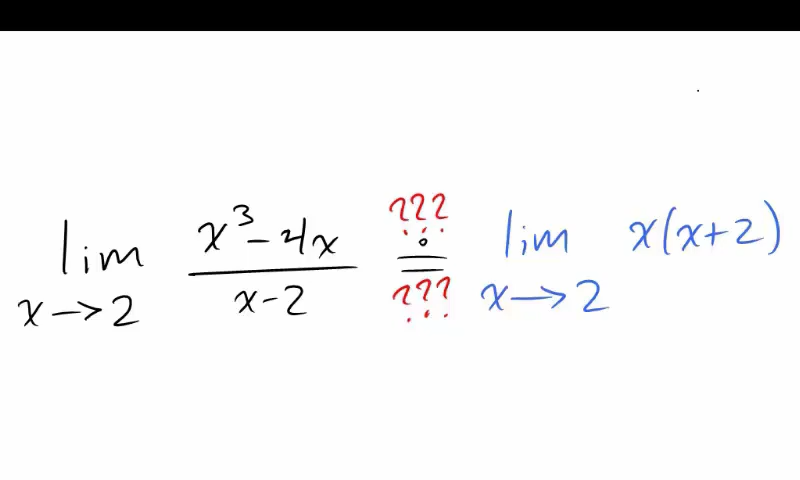 lim x→2 (x³-4x)/(x-2) ??? ≗ ??? lim x→2 x(x+2)